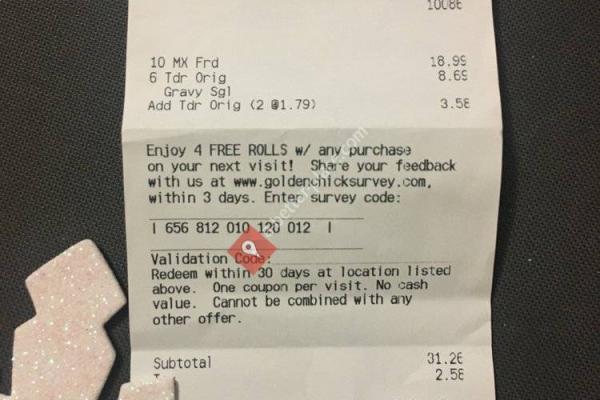 10086
10 MX Frd 18.99
6 Tdr Orig 8.69
Gravy Sgl
Add Tdr Orig (2 @1.79) 3.58
Enjoy 4 FREE ROLLS w/ any purchase
on your next visit! Share your feedback
with us at www.goldenchicksurvey.com,
within 3 days. Enter survey code:
| 656 812 010 120 012 |
Validation Code:
Redeem within 30 days at location listed
above. One coupon per visit. No cash
value. Cannot be combined with any
other offer.
Subtotal 31.26
2.58